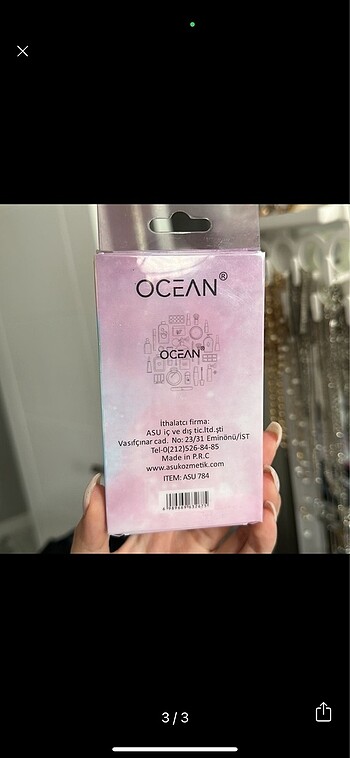 OCEAN®
OCEAN®
İthalatcı firma:
ASU iç ve dış tic.ltd.şti
Vasıfçınar cad. No: 23/31 Eminönü/İST
Tel-0(212)526-84-85
Made in P.R.C
www.asukozmetik.com
ITEM: ASU 784
3/3